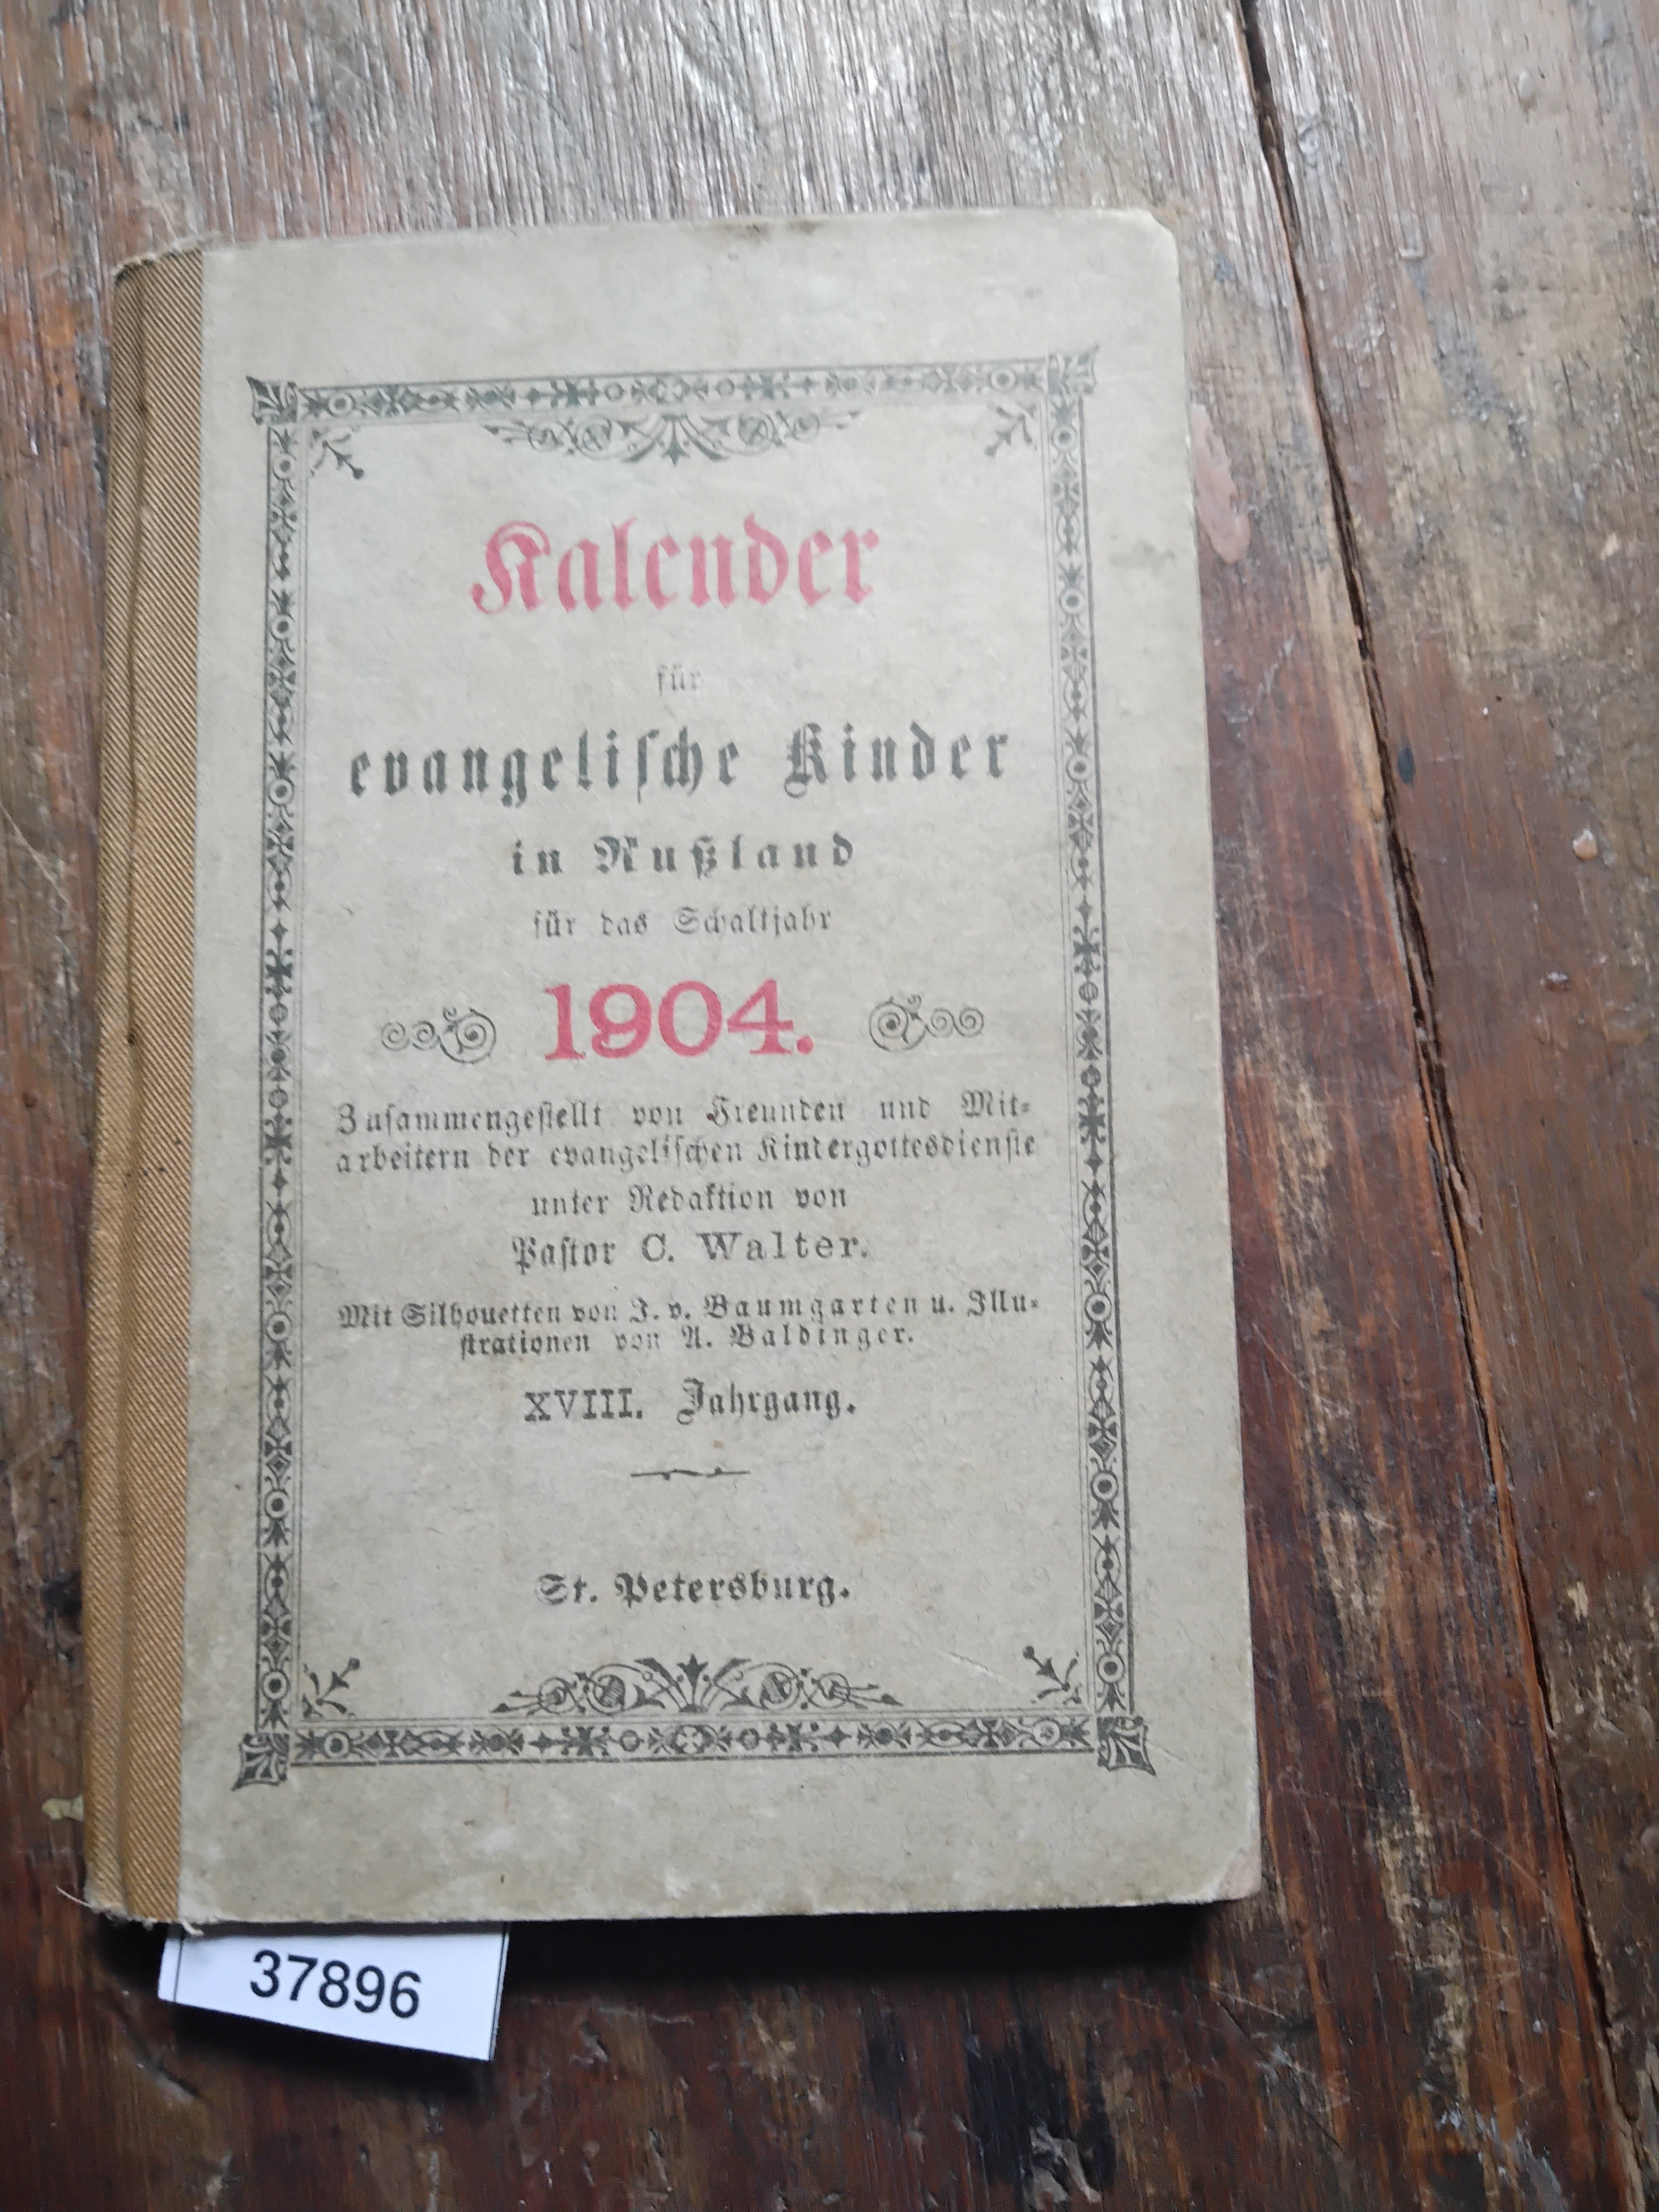 Kalender
für
evangelische Kinder
in Rußland
für das Schaltjahr
1904.
Zusammengestellt von Freunden und Mit=
arbeitern der evangelischen Kindergottesdienste
unter Redaktion von
Pastor C. Walter.
Mit Silhouetten von J. v. Baumgarten u. Illu=
strationen von A. Baldinger.
XVIII. Jahrgang.
St. Petersburg.
37896